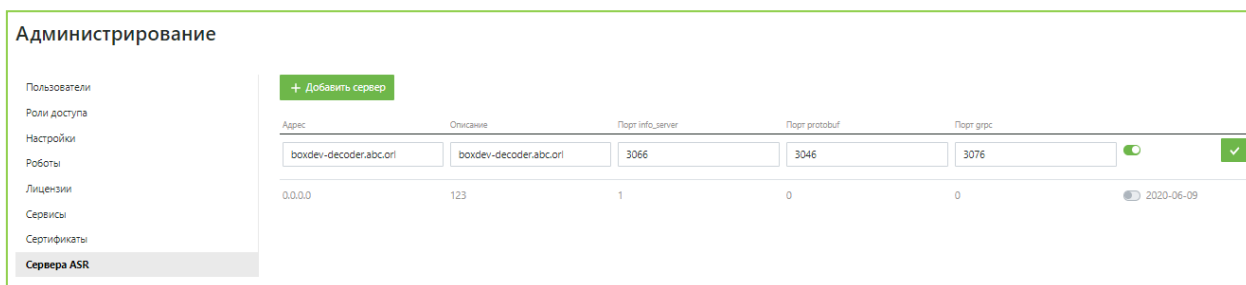 Администрирование
Пользователи
Роли доступа
Настройки
Роботы
Лицензии
Сервисы
Сертификаты
Сервера ASR
+ Добавить сервер
Адрес Описание Порт info_server Порт protobuf Порт grpc
boxdev-decoder.abc.orl boxdev-decoder.abc.orl 3066 3046 3076
0.0.0.0 123 1 0 0 2020-06-09